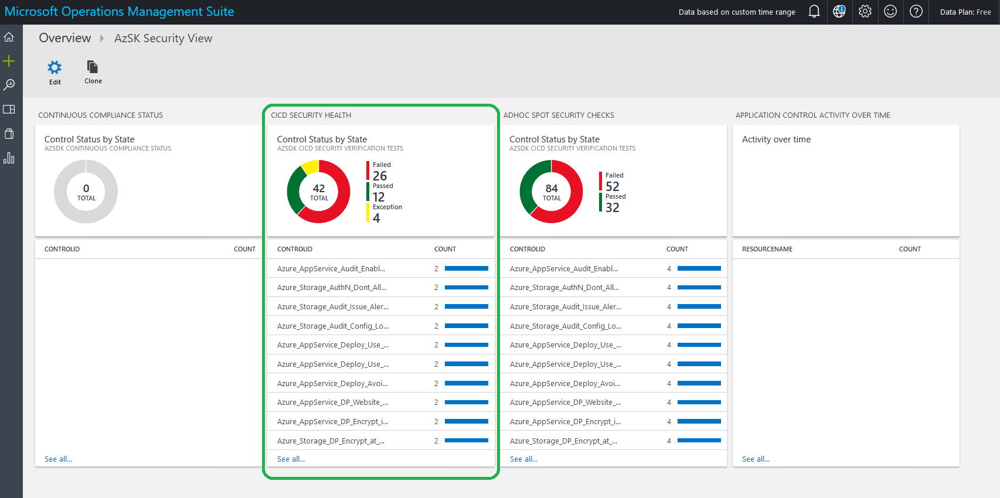 Microsoft Operations Management Suite
Data based on custom time range
Data Plan: Free
Overview
AzSK Security View
Edit
Clone
CONTINUOUS COMPLIANCE STATUS
Control Status by State
AZSDK CONTINUOUS COMPLIANCE STATUS
0
TOTAL
CONTROLID COUNT
See all...
CICD SECURITY HEALTH
Control Status by State
AZSDK CICD SECURITY VERIFICATION TESTS
42
TOTAL
Failed
26
Passed
12
Exception
4
CONTROLID COUNT
Azure_AppService_Audit_Enabl... 2
Azure_Storage_AuthN_Dont_All... 2
Azure_Storage_Audit_Issue_Aler... 2
Azure_Storage_Audit_Config_Lo... 2
Azure_AppService_Deploy_Use_... 2
Azure_AppService_Deploy_Use_... 2
Azure_AppService_Deploy_Avoi... 2
Azure_AppService_DP_Website_... 2
Azure_AppService_DP_Encrypt_i... 2
Azure_Storage_DP_Encrypt_at_... 2
See all...
ADHOC SPOT SECURITY CHECKS
Control Status by State
AZSDK CICD SECURITY VERIFICATION TESTS
84
TOTAL
Failed
52
Passed
32
CONTROLID COUNT
Azure_AppService_Audit_Enabl... 4
Azure_Storage_AuthN_Dont_All... 4
Azure_Storage_Audit_Issue_Aler... 4
Azure_Storage_Audit_Config_Lo... 4
Azure_AppService_Deploy_Use_... 4
Azure_AppService_Deploy_Use_... 4
Azure_AppService_Deploy_Avoi... 4
Azure_AppService_DP_Website_... 4
Azure_AppService_DP_Encrypt_i... 4
Azure_Storage_DP_Encrypt_at_... 4
See all...
APPLICATION CONTROL ACTIVITY OVER TIME
Activity over time
RESOURCENAME COUNT
See all...